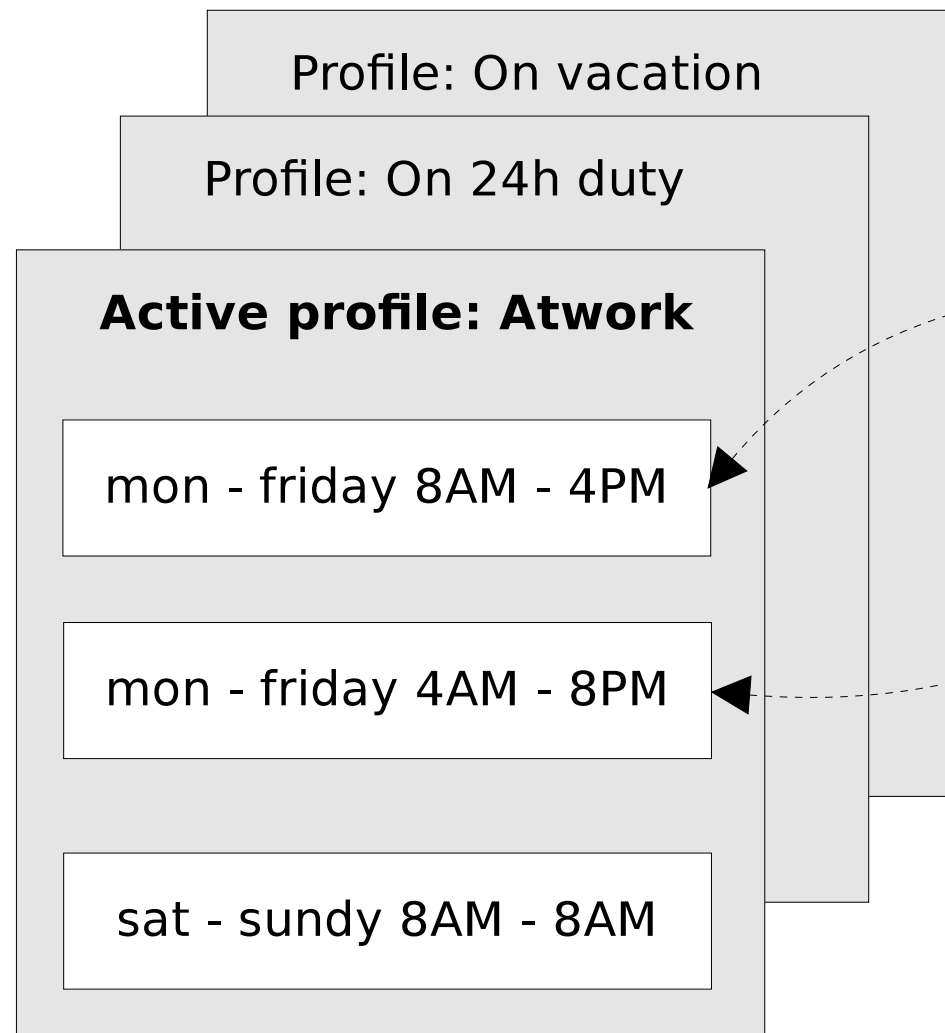 Profile: On vacation
Profile: On 24h duty
Active profile: Atwork
mon - friday 8AM - 4PM
mon - friday 4AM - 8PM
sat - sundy 8AM - 8AM